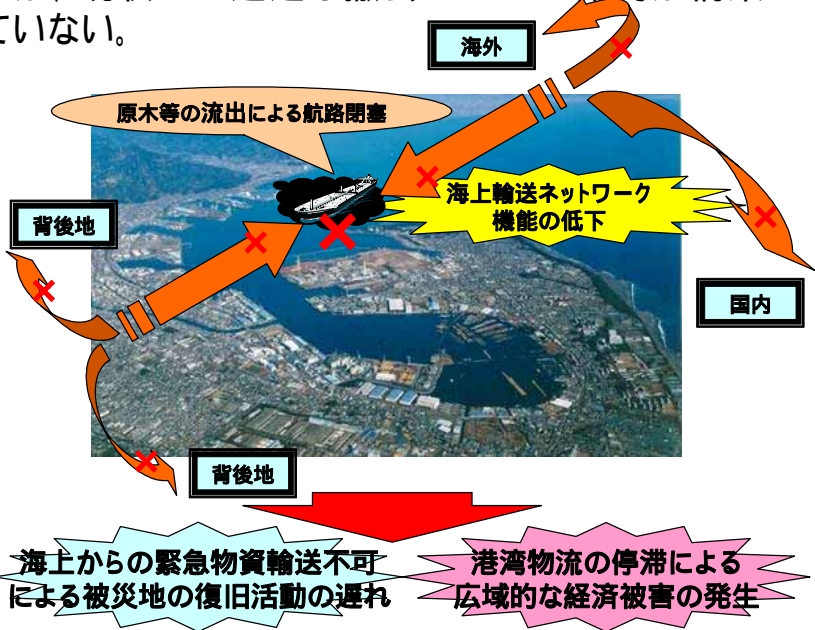 ていない。
海外
原木等の流出による航路閉塞
海上輸送ネットワーク
機能の低下
背後地
国内
背後地
海上からの緊急物資輸送不可
による被災地の復旧活動の遅れ
港湾物流の停滞による
広域的な経済被害の発生